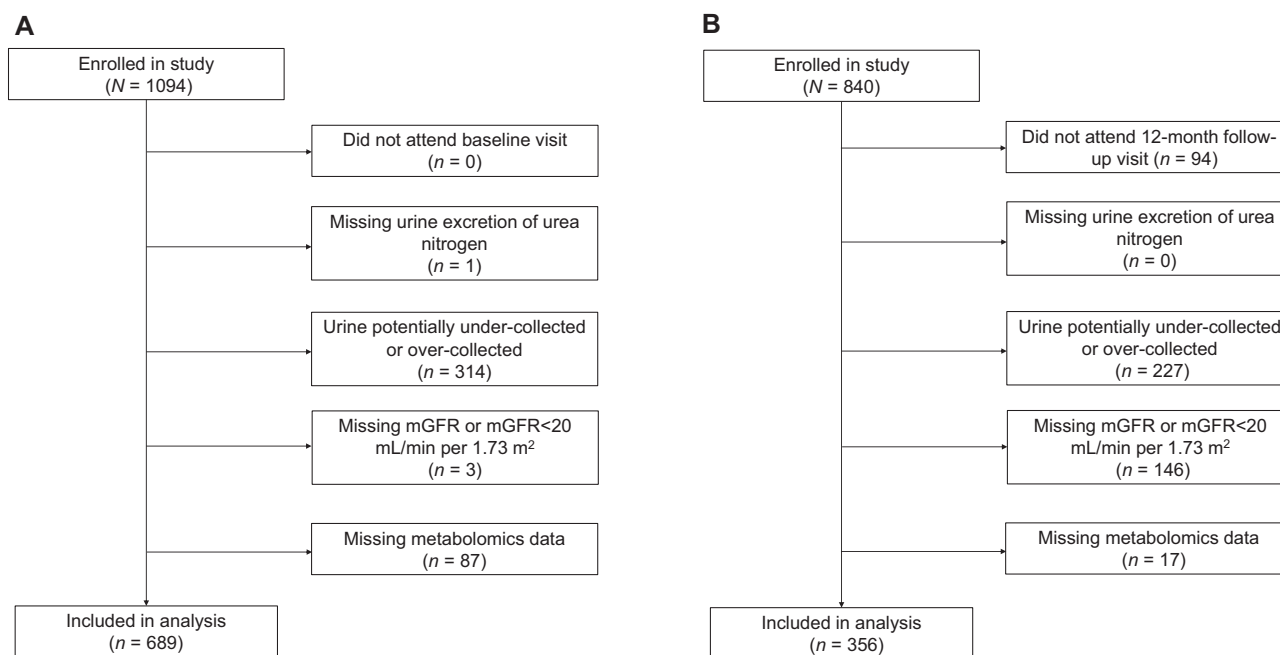 A
Enrolled in study
(N = 1094)
Did not attend baseline visit
(n = 0)
Missing urine excretion of urea
nitrogen
(n = 1)
Urine potentially under-collected
or over-collected
(n = 314)
Missing mGFR or mGFR<20
mL/min per 1.73 m²
(n = 3)
Missing metabolomics data
(n = 87)
Included in analysis
(n = 689)
B
Enrolled in study
(N = 840)
Did not attend 12-month follow-
up visit (n = 94)
Missing urine excretion of urea
nitrogen
(n = 0)
Urine potentially under-collected
or over-collected
(n = 227)
Missing mGFR or mGFR<20
mL/min per 1.73 m²
(n = 146)
Missing metabolomics data
(n = 17)
Included in analysis
(n = 356)